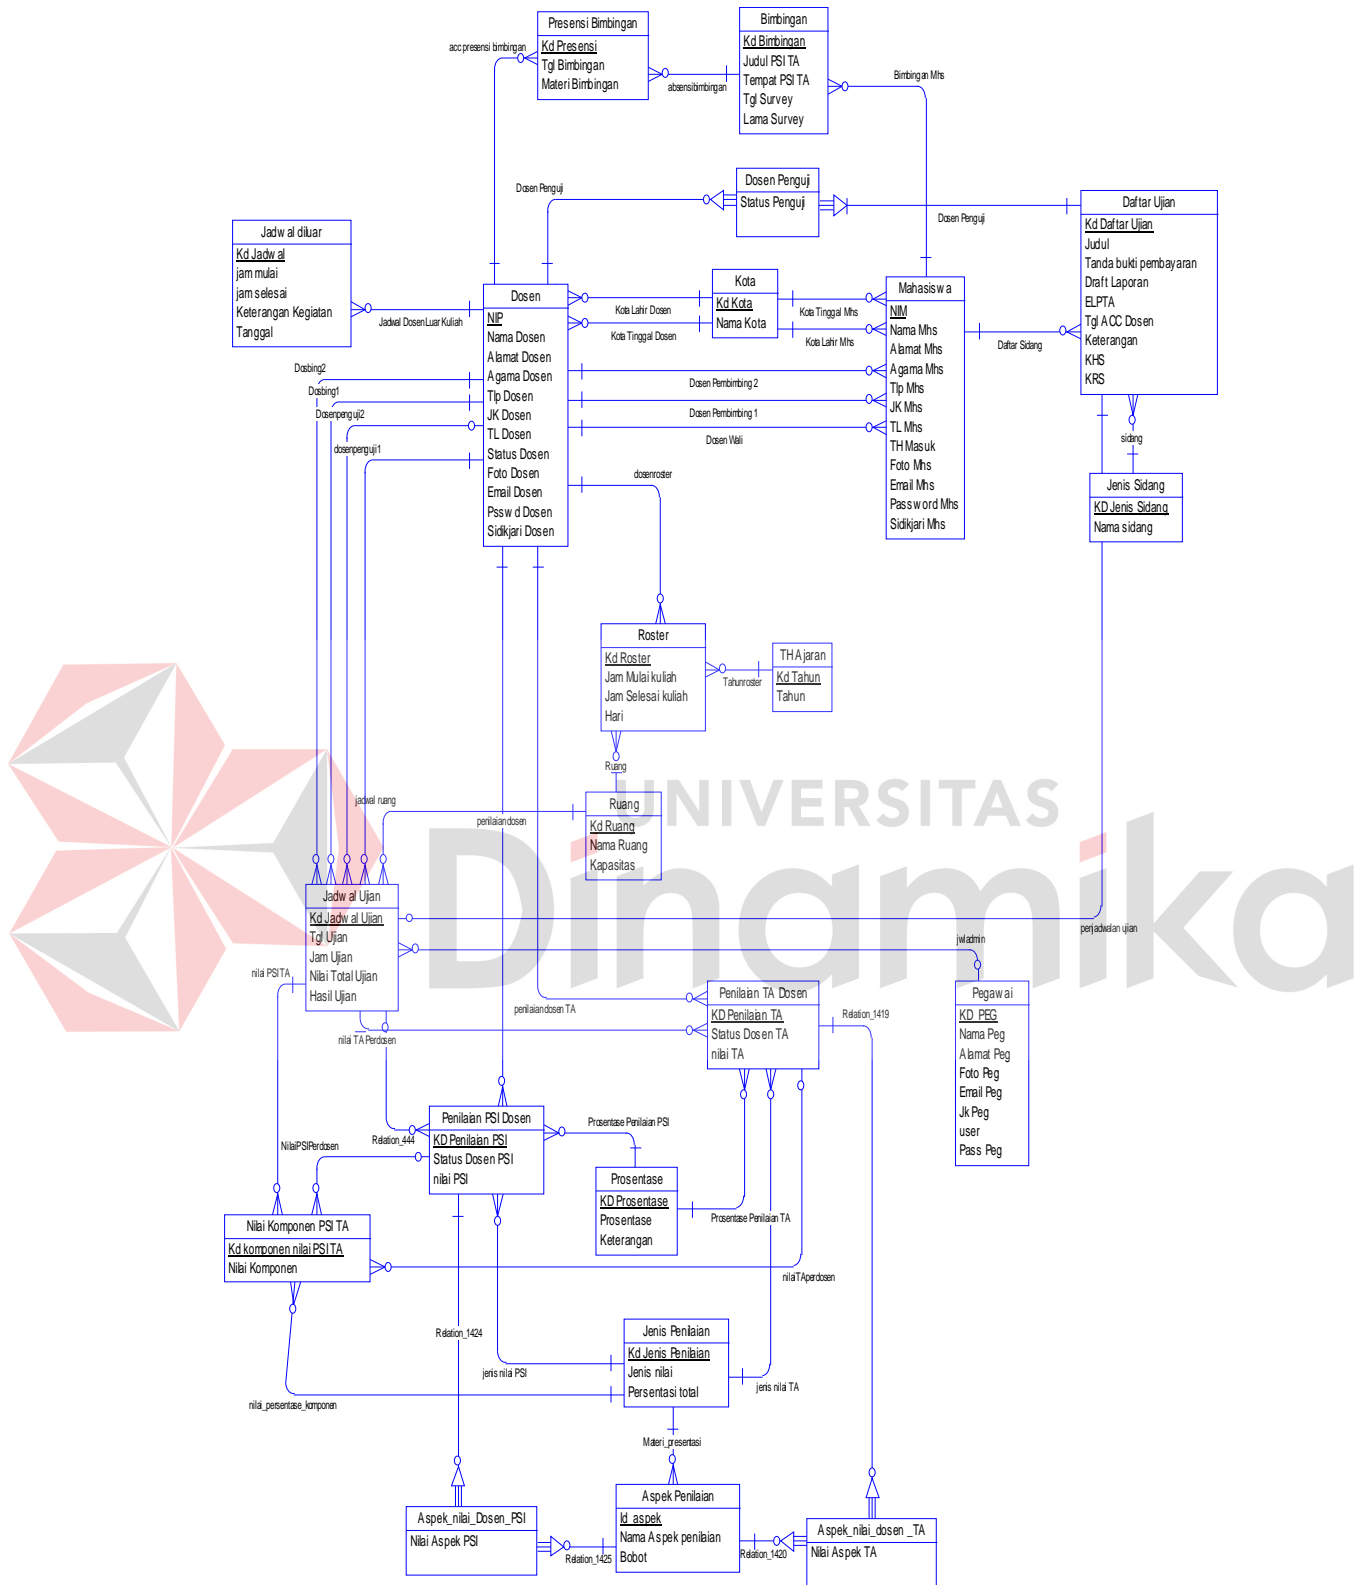 Presensi Bimbingan
Kd Presensi
Tgl Bimbingan
Materi Bimbingan
Bimbingan
Kd Bimbingan
Judul PSI TA
Tempat PSI TA
Tgl Survey
Lama Survey
acc presensi bimbingan
absensibimbingan
Bimbingan Mhs
Dosen Penguji
Dosen Penguji
Status Penguji
Dosen Penguji
Daftar Ujian
Kd Daftar Ujian
Judul
Tanda bukti pembayaran
Draft Laporan
ELPTA
Tgl ACC Dosen
Keterangan
KHS
KRS
Jadwal diluar
Kd Jadwal
jam mulai
jam selesai
Keterangan Kegiatan
Tanggal
Jadwal Dosen Luar Kuliah
Dosen
NIP
Nama Dosen
Alamat Dosen
Agama Dosen
Tlp Dosen
JK Dosen
TL Dosen
Status Dosen
Foto Dosen
Email Dosen
Psswd Dosen
Sidikjari Dosen
Kota
Kd Kota
Nama Kota
Kota Lahir Dosen
Kota Tinggal Dosen
Kota Tinggal Mhs
Kota Lahir Mhs
Mahasiswa
NIM
Nama Mhs
Alamat Mhs
Agama Mhs
Tlp Mhs
JK Mhs
TL Mhs
TH Masuk
Foto Mhs
Email Mhs
Password Mhs
Sidikjari Mhs
Daftar Sidang
Dosen Pembimbing 2
Dosen Pembimbing 1
Dosen Wali
Dosbing2
Dosbing1
Dosenpenguji2
dosenpenguji1
dosenroster
sidang
Jenis Sidang
KD Jenis Sidang
Nama sidang
Roster
Kd Roster
Jam Mulai kuliah
Jam Selesai kuliah
Hari
Tahunroster
TH Ajaran
Kd Tahun
Tahun
Ruang
Ruang
Kd Ruang
Nama Ruang
Kapasitas
jadwal ruang
penilaiandosen
UNIVERSITAS
Dinamika
Jadwal Ujian
Kd Jadwal Ujian
Tgl Ujian
Jam Ujian
Nilai Total Ujian
Hasil Ujian
penjadwalan ujian
jwladmin
nilai PSI TA
nilai TA Perdosen
penilaiandosen TA
Penilaian TA Dosen
KD Penilaian TA
Status Dosen TA
nilai TA
Relation_1419
Pegawai
KD_PEG
Nama Peg
Alamat Peg
Foto Peg
Email Peg
Jk Peg
user
Pass Peg
Penilaian PSI Dosen
KD Penilaian PSI
Status Dosen PSI
nilai PSI
Relation_444
NilaiPSIPerdosen
Prosentase Penilaian PSI
Prosentase
KD Prosentase
Prosentase
Keterangan
Prosentase Penilaian TA
Nilai Komponen PSI TA
Kd komponen nilai PSI TA
Nilai Komponen
nilaiTAperdosen
Relation_1424
jenis nilai PSI
Jenis Penilaian
Kd Jenis Penilaian
Jenis nilai
Persentasi total
jenis nilai TA
nilai_persentase_komponen
Materi_presentasi
Aspek_nilai_Dosen_PSI
Nilai Aspek PSI
Relation_1425
Aspek Penilaian
Id_aspek
Nama Aspek penilaian
Bobot
Relation_1420
Aspek_nilai_dosen _TA
Nilai Aspek TA